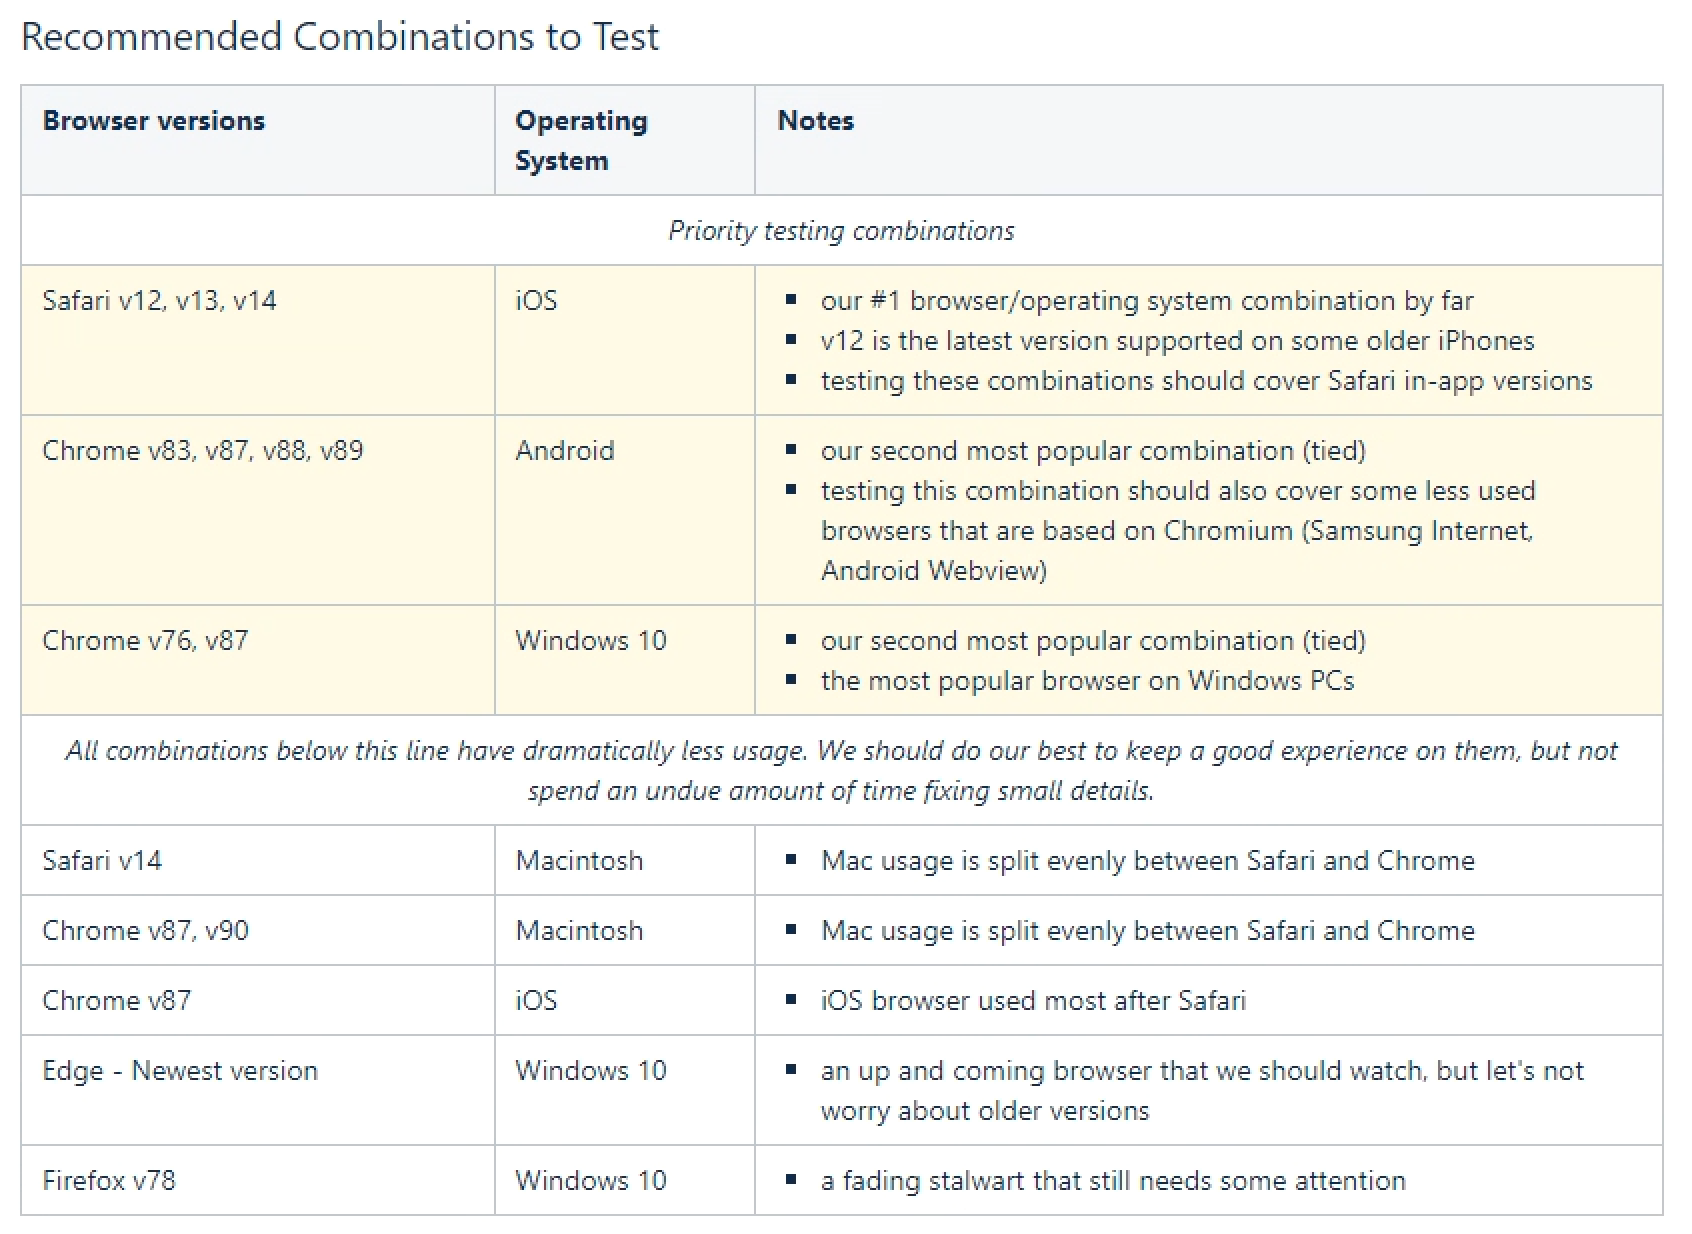 Recommended Combinations to Test
Browser versions
Operating
System
Notes
Priority testing combinations
Safari v12, v13, v14
iOS
▪ our #1 browser/operating system combination by far
▪ v12 is the latest version supported on some older iPhones
▪ testing these combinations should cover Safari in-app versions
Chrome v83, v87, v88, v89
Android
▪ our second most popular combination (tied)
▪ testing this combination should also cover some less used
browsers that are based on Chromium (Samsung Internet,
Android Webview)
Chrome v76, v87
Windows 10
▪ our second most popular combination (tied)
▪ the most popular browser on Windows PCs
All combinations below this line have dramatically less usage. We should do our best to keep a good experience on them, but not
spend an undue amount of time fixing small details.
Safari v14
Macintosh
▪ Mac usage is split evenly between Safari and Chrome
Chrome v87, v90
Macintosh
▪ Mac usage is split evenly between Safari and Chrome
Chrome v87
iOS
▪ iOS browser used most after Safari
Edge - Newest version
Windows 10
▪ an up and coming browser that we should watch, but let's not
worry about older versions
Firefox v78
Windows 10
▪ a fading stalwart that still needs some attention